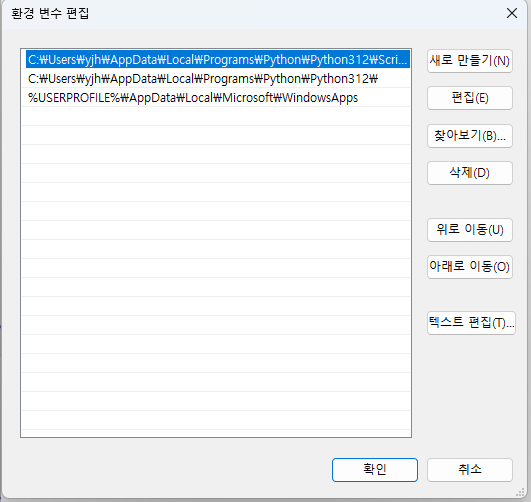 환경 변수 편집
C:₩Users₩yjh₩AppData₩Local₩Programs₩Python₩Python312₩Scri...
C:₩Users₩yjh₩AppData₩Local₩Programs₩Python₩Python312₩
%USERPROFILE%₩AppData₩Local₩Microsoft₩WindowsApps
새로 만들기(N)
편집(E)
찾아보기(B)...
삭제(D)
위로 이동(U)
아래로 이동(O)
텍스트 편집(T)...
확인
취소